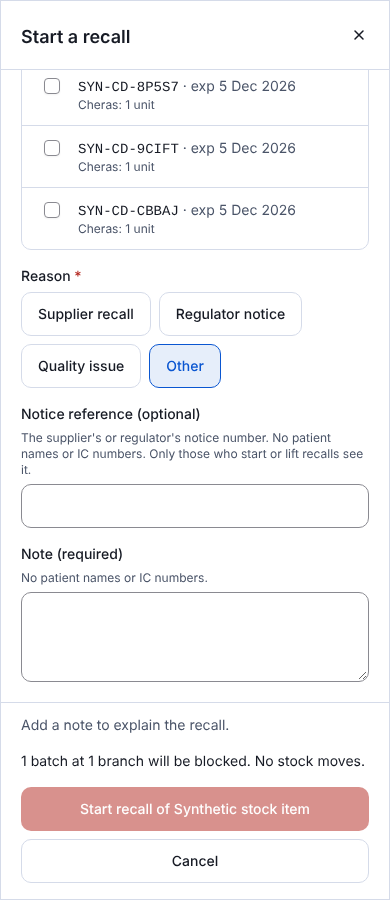 Start a recall
SYN-CD-8P5S7 · exp 5 Dec 2026
Cheras: 1 unit
SYN-CD-9CIFT · exp 5 Dec 2026
Cheras: 1 unit
SYN-CD-CBBAJ · exp 5 Dec 2026
Cheras: 1 unit
Reason *
Supplier recall
Regulator notice
Quality issue
Other
Notice reference (optional)
The supplier's or regulator's notice number. No patient
names or IC numbers. Only those who start or lift recalls see
it.
Note (required)
No patient names or IC numbers.
Add a note to explain the recall.
1 batch at 1 branch will be blocked. No stock moves.
Start recall of Synthetic stock item
Cancel